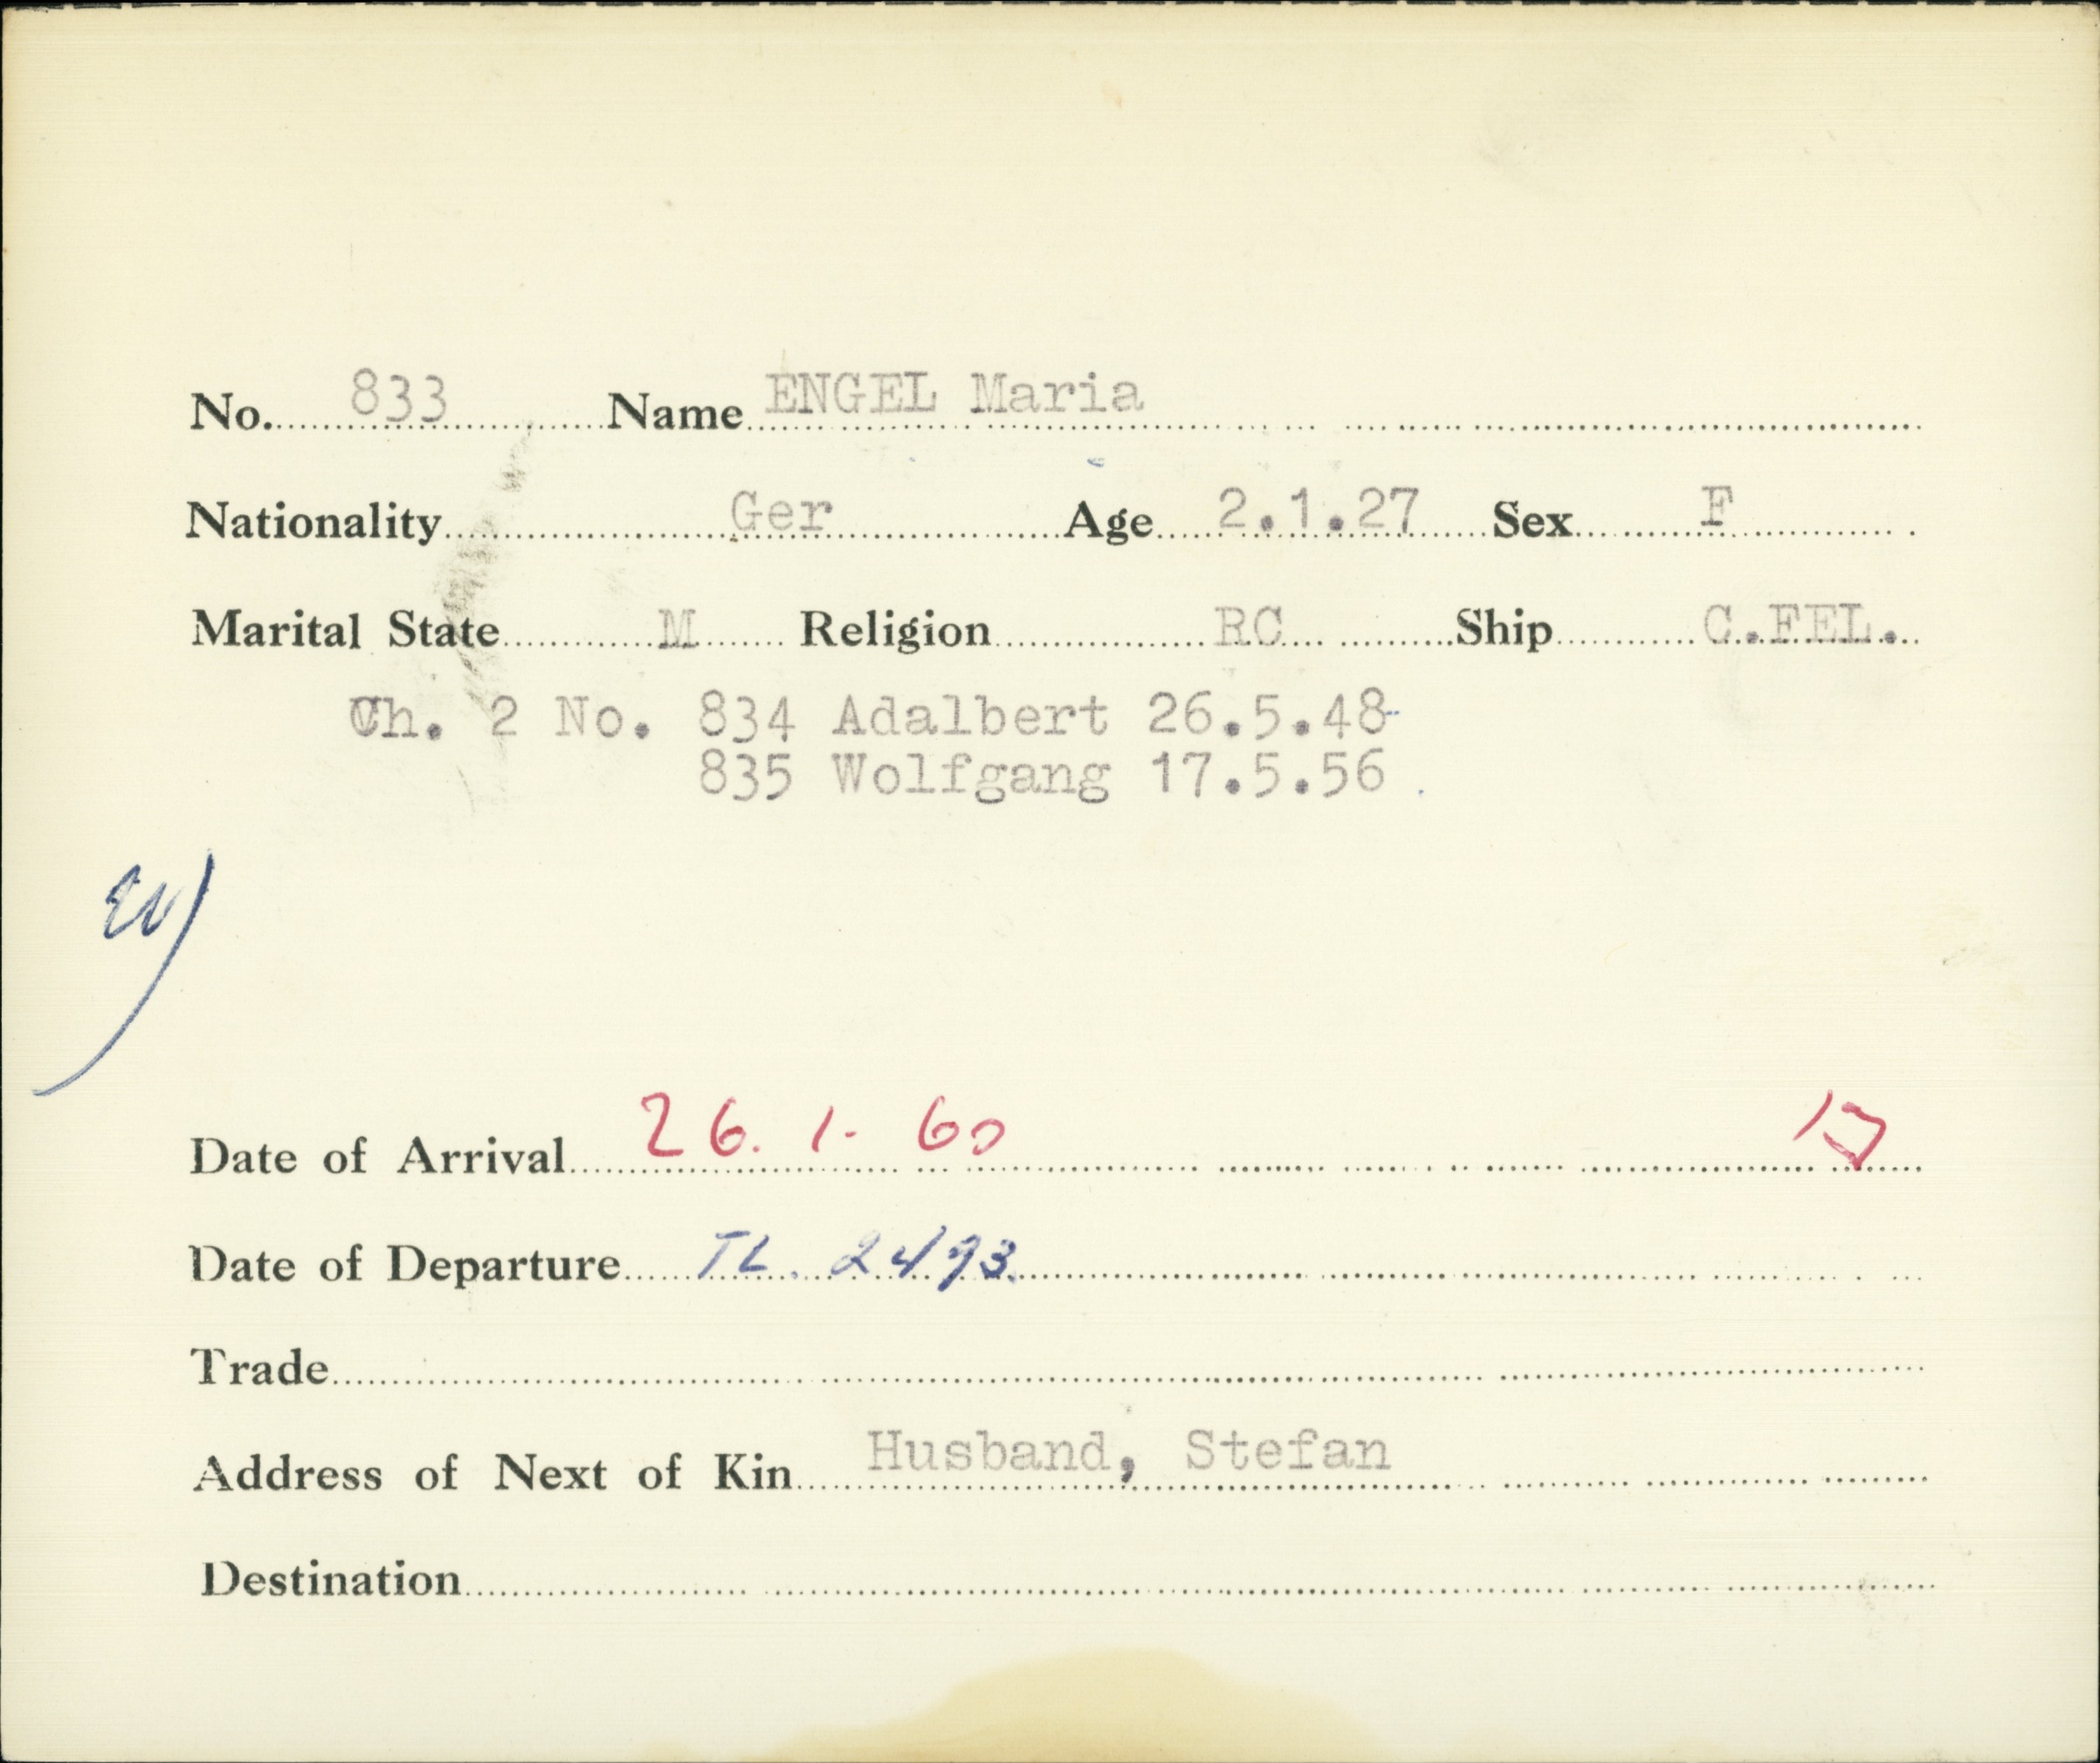 No. 833 Name ENGEL Maria
Nationality Ger Age 2.1.27 Sex F
Marital State M Religion RC Ship C.FEL.
Ch. 2 No. 834 Adalbert 26.5.48
835 Wolfgang 17.5.56
Date of Arrival 26. 1. 60
Date of Departure TL. 2493.
Trade
Address of Next of Kin Husband, Stefan
Destination